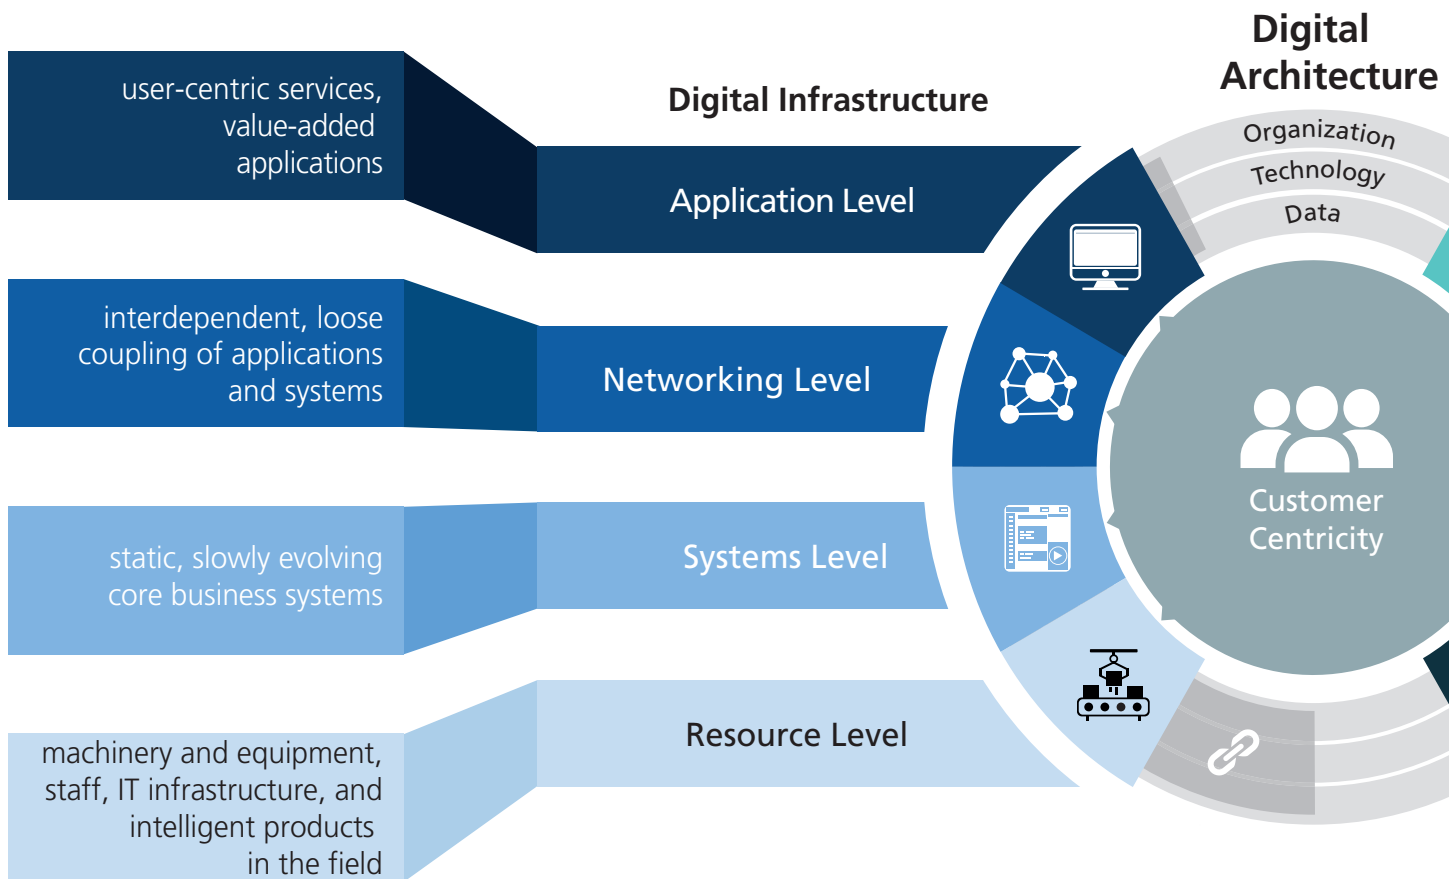 Digital
Architecture
Digital Infrastructure
Organization
Technology
Data
user-centric services,
value-added
applications
Application Level
interdependent, loose
coupling of applications
and systems
Networking Level
static, slowly evolving
core business systems
Systems Level
machinery and equipment,
staff, IT infrastructure, and
intelligent products
in the field
Resource Level
Customer
Centricity